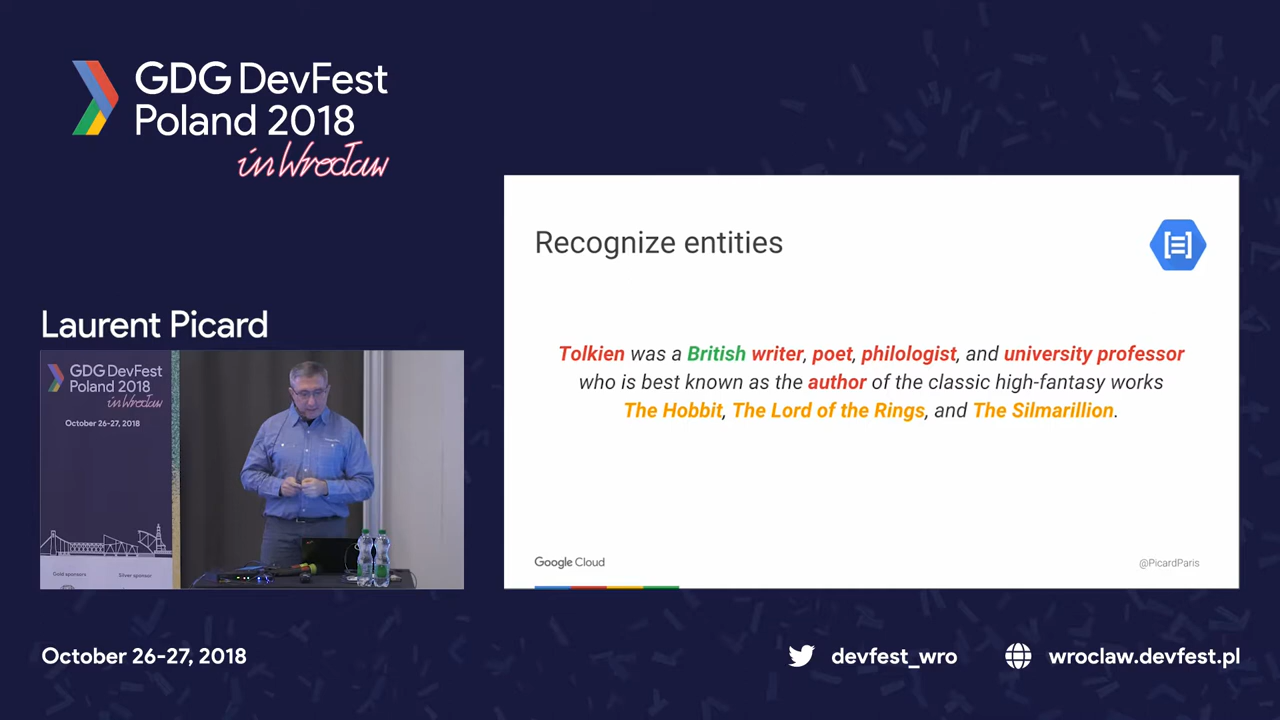 GDG DevFest
Poland 2018
in Wrocław
Laurent Picard
GDG DevFest
Poland 2018
in Wrocław
October 26-27, 2018
Gold sponsors
Silver sponsor
Recognize entities
Tolkien was a British writer, poet, philologist, and university professor
who is best known as the author of the classic high-fantasy works
The Hobbit, The Lord of the Rings, and The Silmarillion.
Google Cloud
@PicardParis
October 26-27, 2018
devfest_wro
wroclaw.devfest.pl